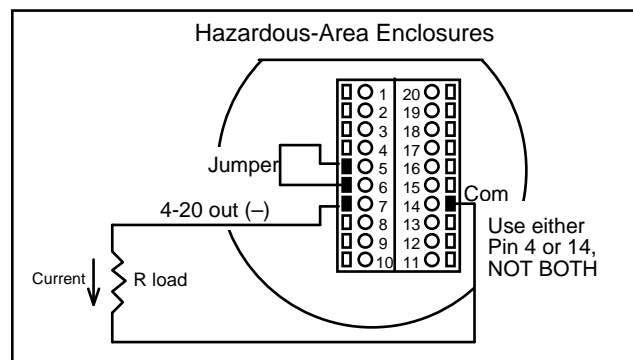 Hazardous-Area Enclosures
1 20
2 19
3 18
4 17
Jumper
5 16
6 15
Com
4-20 out (–)
7 14
8 13
9 12
10 11
Use either
Pin 4 or 14,
NOT BOTH
Current
R load